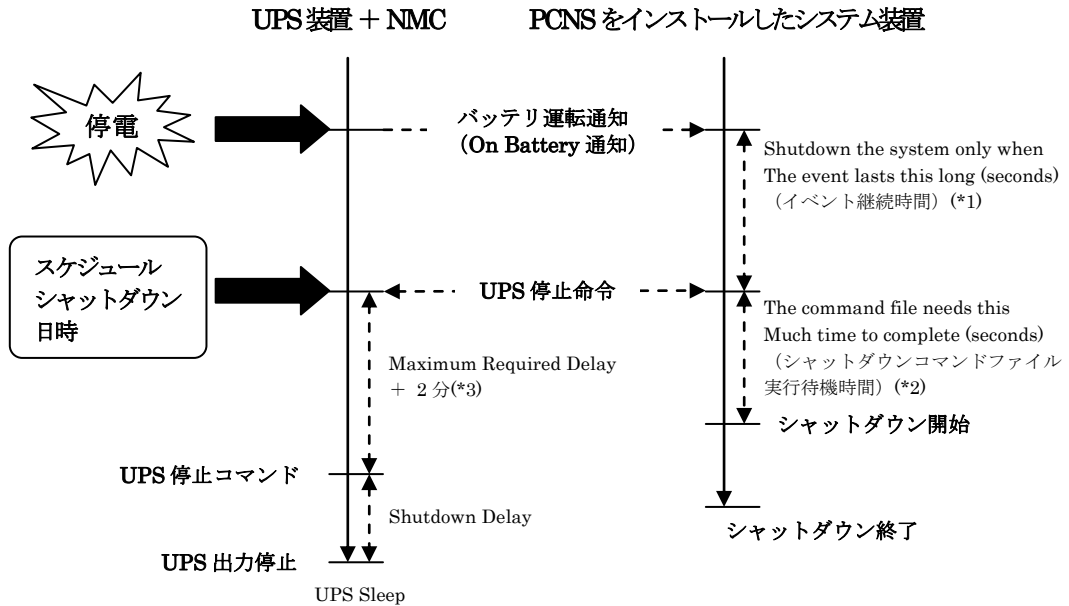 UPS 装置 + NMC
PCNS をインストールしたシステム装置
停電
バッテリ運転通知
(On Battery 通知)
Shutdown the system only when
The event lasts this long (seconds)
(イベント継続時間) (*1)
スケジュール
シャットダウン
日時
UPS 停止命令
The command file needs this
Much time to complete (seconds)
(シャットダウンコマンドファイル
実行待機時間) (*2)
Maximum Required Delay
+ 2 分(*3)
シャットダウン開始
UPS 停止コマンド
Shutdown Delay
シャットダウン終了
UPS 出力停止
UPS Sleep